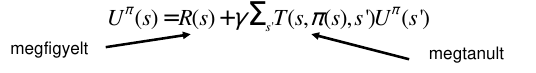 U^π(s) =R(s) +γ Σ_s' T(s, π(s), s') U^π(s')
megfigyelt
megtanult